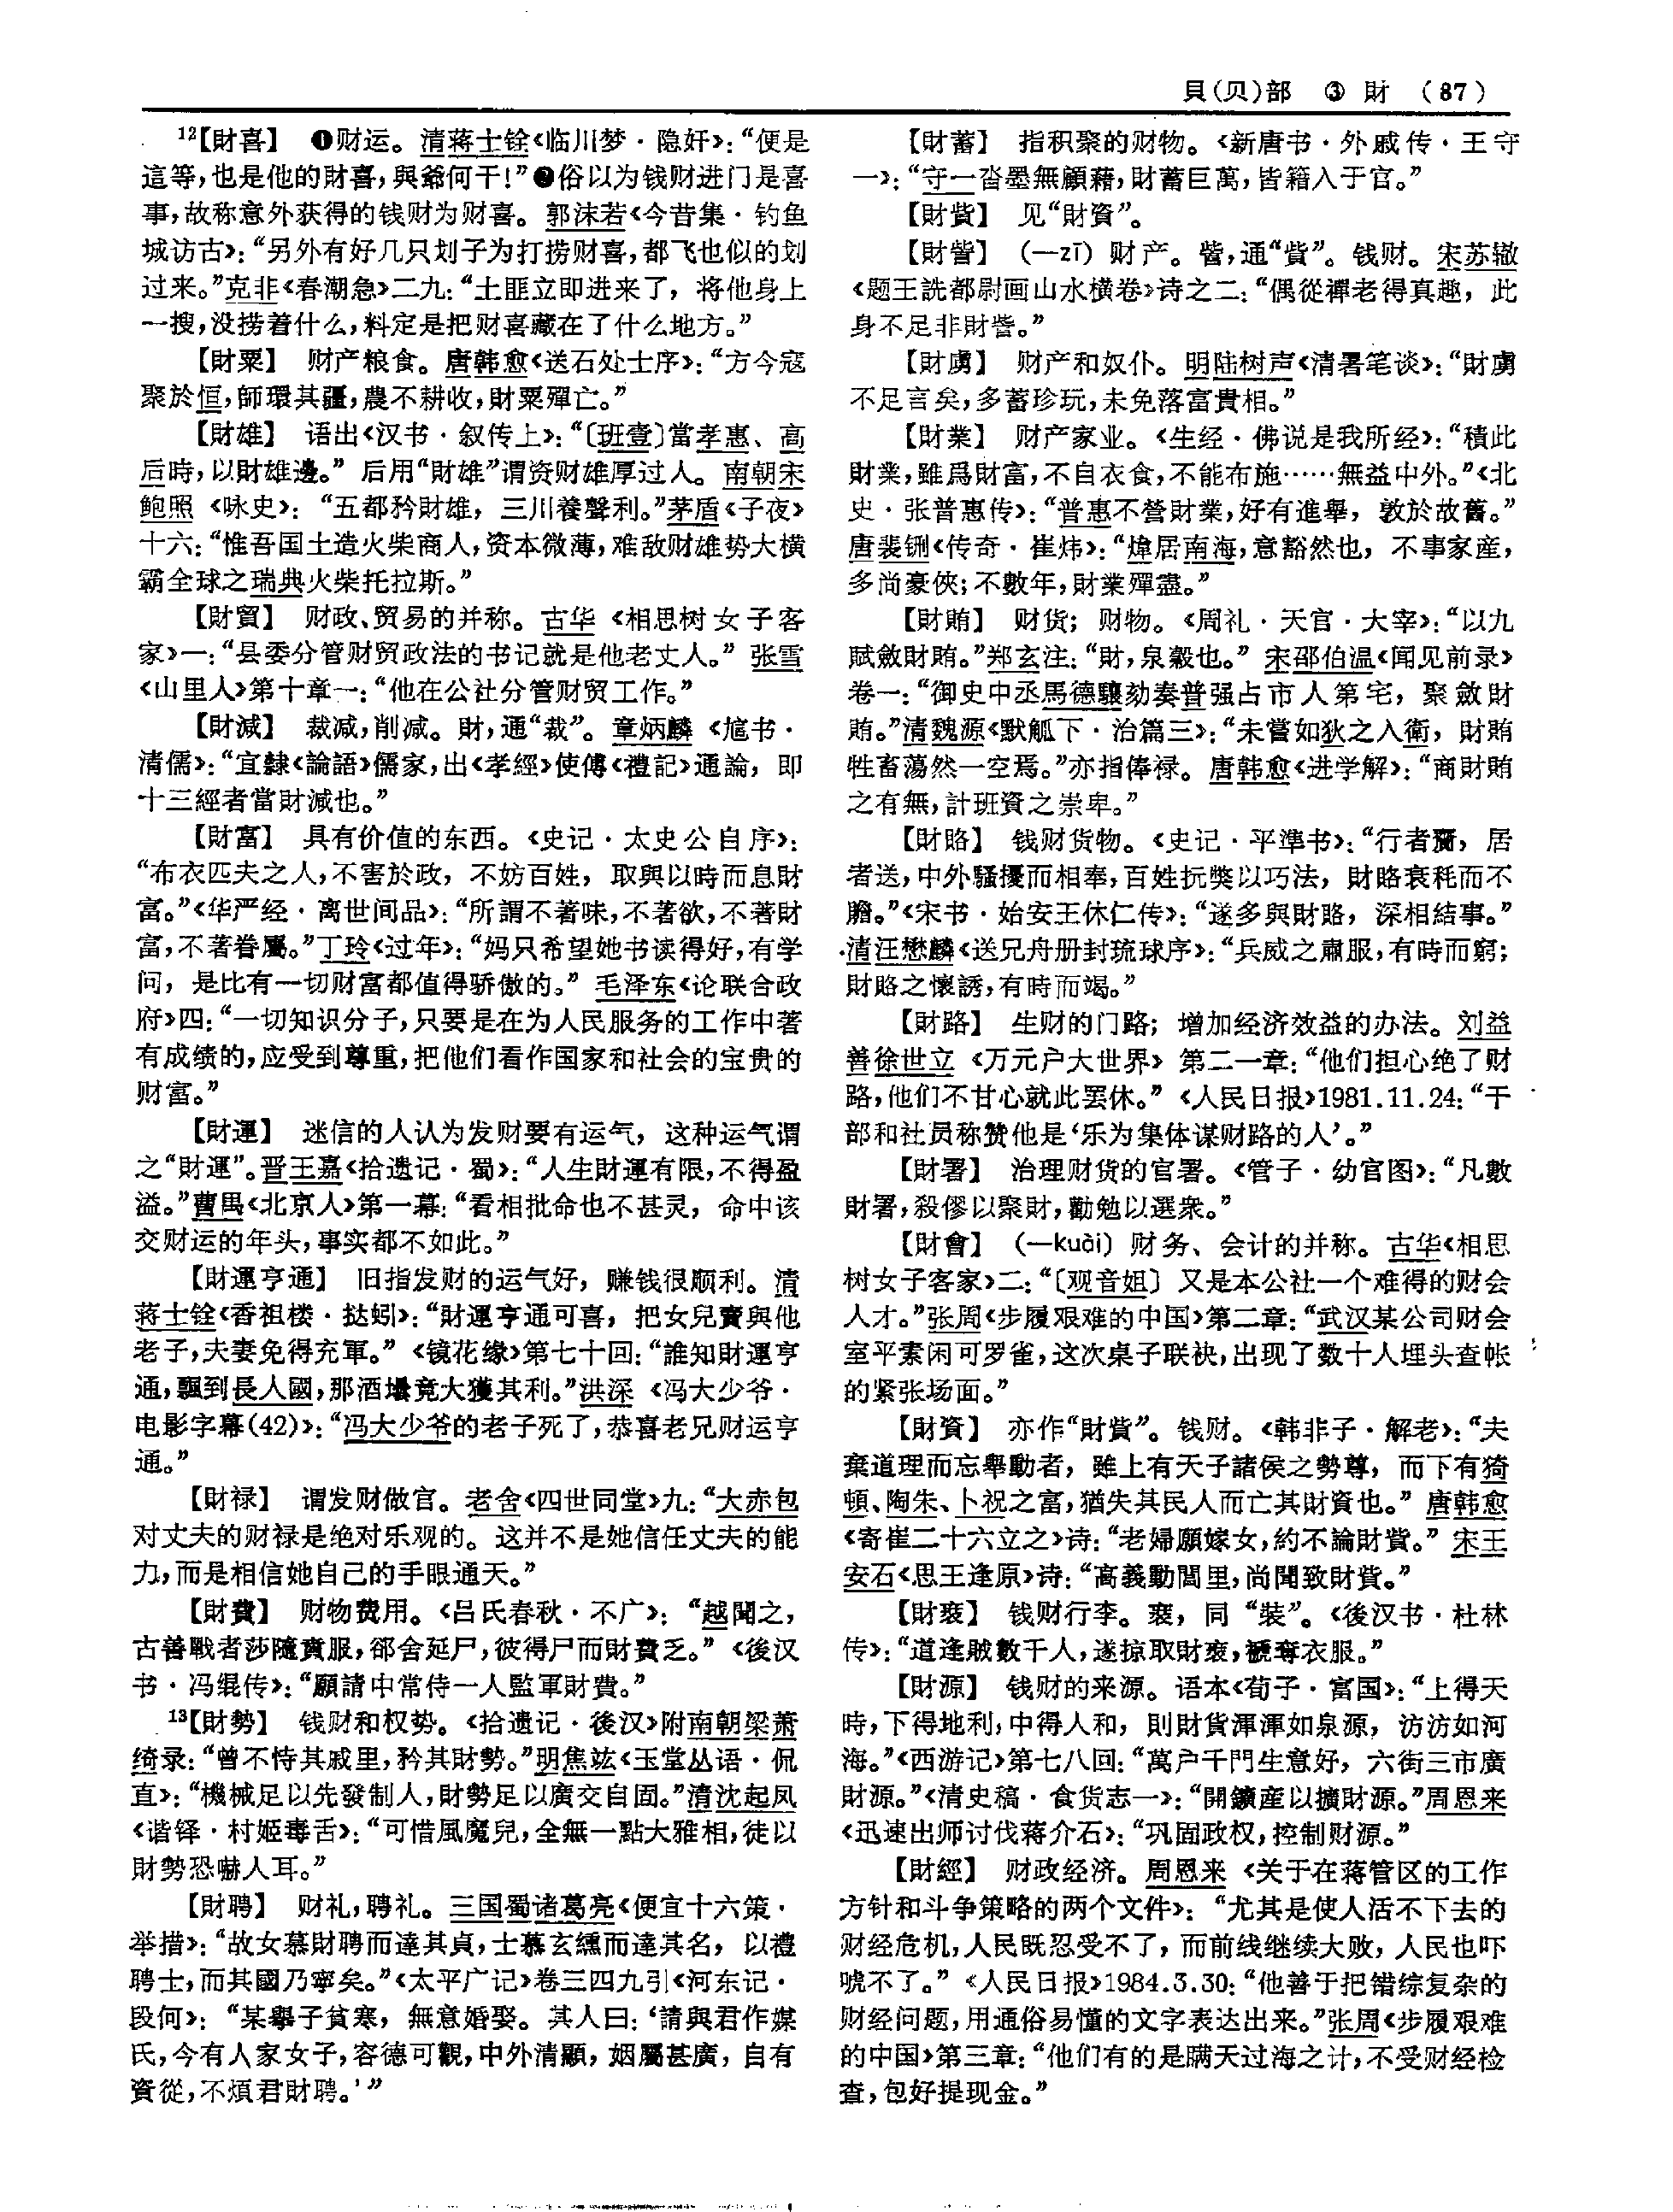 貝(贝)部 ③ 財 (87)
12【財喜】 ❶财运。清蒋士铨《临川梦·隐奸》：“便是
這等，也是他的財喜，與爺何干！”❷俗以为钱财进门是喜
事，故称意外获得的钱财为财喜。郭沫若《今昔集·钓鱼
城访古》：“另外有好几只划子为打捞财喜，都飞也似的划
过来。”克非《春潮急》二九：“土匪立即进来了，将他身上
一搜，没捞着什么，料定是把财喜藏在了什么地方。”
【財粟】 财产粮食。唐韩愈《送石处士序》：“方今寇
聚於恒，師環其疆，農不耕收，財粟殫亡。”
【財雄】 语出《汉书·叙传上》：“〔班壹〕當孝惠、高
后時，以財雄邊。” 后用“財雄”谓资财雄厚过人。南朝宋
鲍照《咏史》：“五都矜財雄，三川養聲利。”茅盾《子夜》
十六：“惟吾国土造火柴商人，资本微薄，难敌财雄势大横
霸全球之瑞典火柴托拉斯。”
【財貿】 财政、贸易的并称。古华《相思树女子客
家》一：“县委分管财贸政法的书记就是他老丈人。”张雪
《山里人》第十章一：“他在公社分管财贸工作。”
【財減】 裁减，削减。財，通“裁”。章炳麟《訄书·
清儒》：“宜隸《論語》儒家，出《孝經》使傅《禮記》通論，即
十三經者當財減也。”
【財富】 具有价值的东西。《史记·太史公自序》：
“布衣匹夫之人，不害於政，不妨百姓，取與以時而息財
富。”《华严经·离世间品》：“所謂不著味，不著欲，不著財
富，不著眷屬。”丁玲《过年》：“妈只希望她书读得好，有学
问，是比有一切财富都值得骄傲的。”毛泽东《论联合政
府》四：“一切知识分子，只要是在为人民服务的工作中著
有成绩的，应受到尊重，把他们看作国家和社会的宝贵的
财富。”
【財運】 迷信的人认为发财要有运气，这种运气谓
之“財運”。晋王嘉《拾遗记·蜀》：“人生財運有限，不得盈
溢。”曹禺《北京人》第一幕：“看相批命也不甚灵，命中该
交财运的年头，事实都不如此。”
【財運亨通】 旧指发财的运气好，赚钱很顺利。清
蒋士铨《香祖楼·挞蚓》：“財運亨通可喜，把女兒賣與他
老子，夫妻免得充軍。”《镜花缘》第七十回：“誰知財運亨
通，飄到長人國，那酒罎竟大獲其利。”洪深《冯大少爷·
电影字幕(42)》：“冯大少爷的老子死了，恭喜老兄财运亨
通。”
【財禄】 谓发财做官。老舍《四世同堂》九：“大赤包
对丈夫的财禄是绝对乐观的。这并不是她信任丈夫的能
力，而是相信她自己的手眼通天。”
【財費】 财物费用。《吕氏春秋·不广》：“越聞之，
古善戰者莎隨賁服，郤舍延尸，彼得尸而財費乏。”《後汉
书·冯绲传》：“願請中常侍一人監軍財費。”
13【財勢】 钱财和权势。《拾遗记·後汉》附南朝梁萧
绮录：“曾不恃其戚里，矜其財勢。”明焦竑《玉堂丛语·侃
直》：“機械足以先發制人，財勢足以廣交自固。”清沈起凤
《谐铎·村姬毒舌》：“可惜風魔兒，全無一點大雅相，徒以
財勢恐嚇人耳。”
【財聘】 财礼，聘礼。三国蜀诸葛亮《便宜十六策·
举措》：“故女慕財聘而達其貞，士慕玄纁而達其名，以禮
聘士，而其國乃寧矣。”《太平广记》卷三四九引《河东记·
段何》：“某舉子貧寒，無意婚娶。其人曰：‘請與君作媒
氏，今有人家女子，容德可觀，中外清顯，姻屬甚廣，自有
資從，不煩君財聘。’”
【財蓄】 指积聚的财物。《新唐书·外戚传·王守
一》：“守一沓墨無顧藉，財蓄巨萬，皆籍入于官。”
【財貲】 见“財資”。
【財訾】 (一zī) 财产。訾，通“貲”。钱财。宋苏辙
《题王詵都尉画山水横卷》诗之二：“偶從禪老得真趣，此
身不足非財訾。”
【財虜】 财产和奴仆。明陆树声《清暑笔谈》：“財虜
不足言矣，多蓄珍玩，未免落富貴相。”
【財業】 财产家业。《生经·佛说是我所经》：“積此
財業，雖爲財富，不自衣食，不能布施……無益中外。”《北
史·张普惠传》：“普惠不營財業，好有進舉，敦於故舊。”
唐裴铏《传奇·崔炜》：“煒居南海，意豁然也，不事家産，
多尚豪俠；不數年，財業殫盡。”
【財賄】 财货；财物。《周礼·天官·大宰》：“以九
賦斂財賄。”郑玄注：“財，泉穀也。” 宋邵伯温《闻见前录》
卷一：“御史中丞馬德驤劾奏普强占市人第宅，聚斂財
賄。”清魏源《默觚下·治篇三》：“未嘗如狄之入衛，財賄
牲畜蕩然一空焉。”亦指俸禄。唐韩愈《进学解》：“商財賄
之有無，計班資之崇卑。”
【財賂】 钱财货物。《史记·平準书》：“行者齎，居
者送，中外騷擾而相奉，百姓抏獘以巧法，財賂衰耗而不
贍。”《宋书·始安王休仁传》：“遂多與財賂，深相結事。”
清汪懋麟《送兄舟册封琉球序》：“兵威之肅服，有時而窮；
財賂之懷誘，有時而竭。”
【財路】 生财的门路；增加经济效益的办法。刘益
善徐世立《万元户大世界》第二一章：“他们担心绝了财
路，他们不甘心就此罢休。”《人民日报》1981.11.24：“干
部和社员称赞他是‘乐为集体谋财路的人’。”
【財署】 治理财货的官署。《管子·幼官图》：“凡數
財署，殺僇以聚財，勸勉以選衆。”
【財會】 (一kuài) 财务、会计的并称。古华《相思
树女子客家》二：“〔观音姐〕又是本公社一个难得的财会
人才。”张周《步履艰难的中国》第二章：“武汉某公司财会
室平素闲可罗雀，这次桌子联袂，出现了数十人埋头查帐
的紧张场面。”
【財資】 亦作“財貲”。钱财。《韩非子·解老》：“夫
棄道理而忘舉動者，雖上有天子諸侯之勢尊，而下有猗
頓、陶朱、卜祝之富，猶失其民人而亡其財資也。” 唐韩愈
《寄崔二十六立之》诗：“老婦願嫁女，約不論財貲。” 宋王
安石《思王逢原》诗：“高義動閭里，尚聞致財貲。”
【財裦】 钱财行李。裦，同“裝”。《後汉书·杜林
传》：“道逢賊數千人，遂掠取財裦，褫奪衣服。”
【財源】 钱财的来源。语本《荀子·富国》：“上得天
時，下得地利，中得人和，則財貨渾渾如泉源，汸汸如河
海。”《西游记》第七八回：“萬户千門生意好，六街三市廣
財源。”《清史稿·食货志一》：“開鑛産以擴財源。”周恩来
《迅速出师讨伐蒋介石》：“巩固政权，控制财源。”
【財經】 财政经济。周恩来《关于在蒋管区的工作
方针和斗争策略的两个文件》：“尤其是使人活不下去的
财经危机，人民既忍受不了，而前线继续大败，人民也吓
唬不了。”《人民日报》1984.3.30：“他善于把错综复杂的
财经问题，用通俗易懂的文字表达出来。”张周《步履艰难
的中国》第三章：“他们有的是瞒天过海之计，不受财经检
查，包好提现金。”